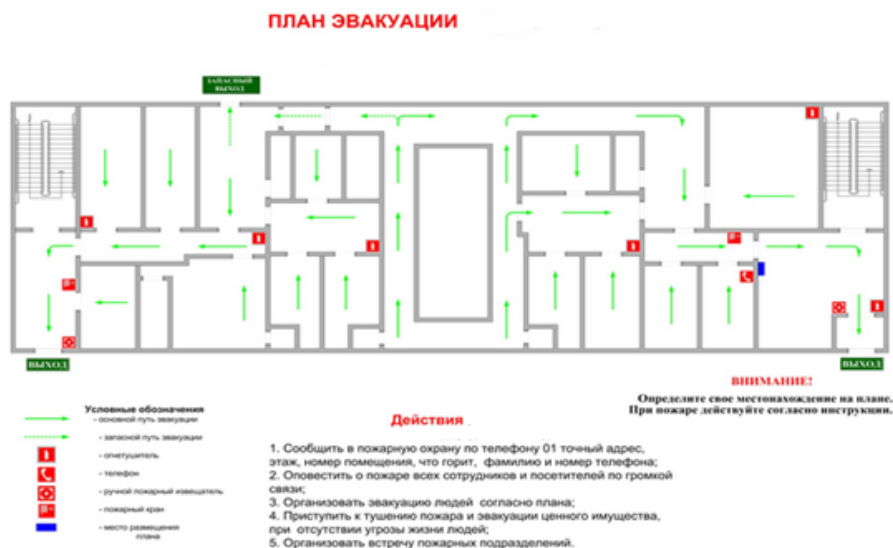 ПЛАН ЭВАКУАЦИИ
ЗАПАСНЫЙ
ВЫХОД
ВЫХОД
ВЫХОД
ВНИМАНИЕ!
Определите свое местонахождение на плане.
При пожаре действуйте согласно инструкции.
Условные обозначения
- основной путь эвакуации
- запасной путь эвакуации
- огнетушитель
- телефон
- ручной пожарный извещатель
- пожарный кран
- место размещения
плана
Действия
1. Сообщить в пожарную охрану по телефону 01 точный адрес,
этаж, номер помещения, что горит, фамилию и номер телефона;
2. Оповестить о пожаре всех сотрудников и посетителей по громкой
связи;
3. Организовать эвакуацию людей согласно плана;
4. Приступить к тушению пожара и эвакуации ценного имущества,
при отсутствии угрозы жизни людей;
5. Организовать встречу пожарных подразделений.